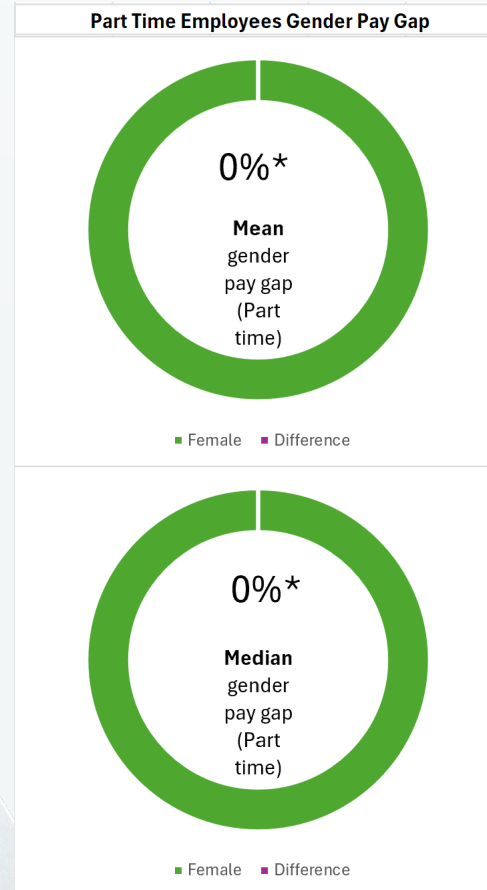 Part Time Employees Gender Pay Gap
0%*
Mean
gender
pay gap
(Part
time)
Female Difference
0%*
Median
gender
pay gap
(Part
time)
Female Difference